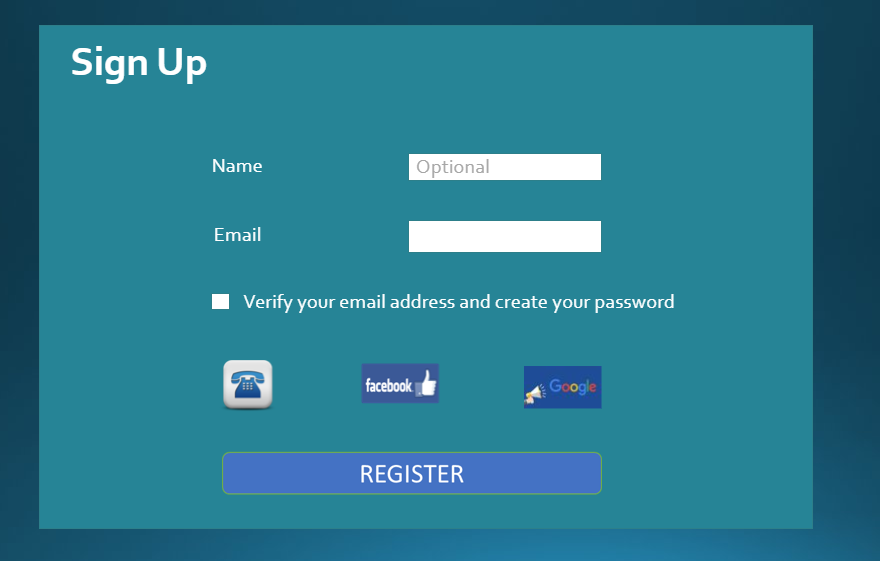 Sign Up
Name
Optional
Email
Verify your email address and create your password
facebook
Google
REGISTER